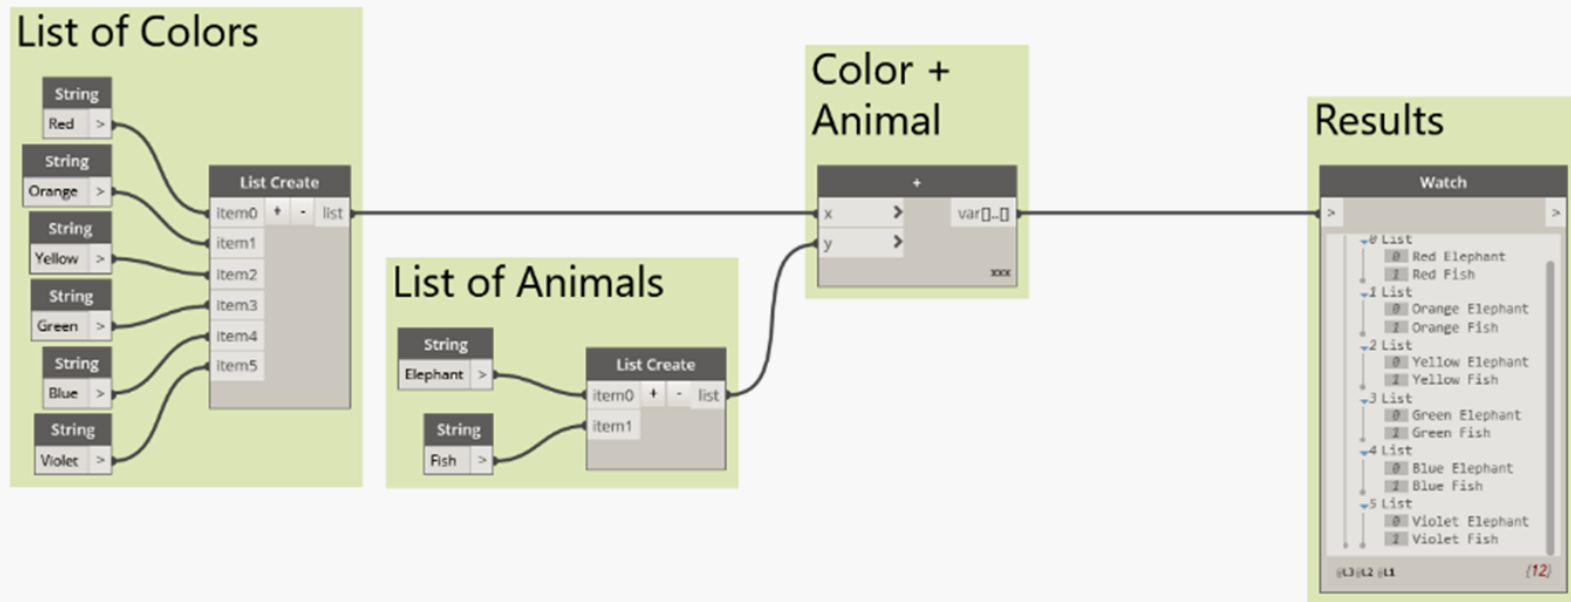 List of Colors
String
Red >
String
Orange >
String
Yellow >
String
Green >
String
Blue >
String
Violet >
List Create
item0 + - list
item1
item2
item3
item4
item5
List of Animals
String
Elephant >
String
Fish >
List Create
item0 + - list
item1
Color +
Animal
+
x > var[]..[]
y >
xxx
Results
Watch
> >
0 List
0 Red Elephant
1 Red Fish
1 List
0 Orange Elephant
1 Orange Fish
2 List
0 Yellow Elephant
1 Yellow Fish
3 List
0 Green Elephant
1 Green Fish
4 List
0 Blue Elephant
1 Blue Fish
5 List
0 Violet Elephant
1 Violet Fish
@L3 @L2 @L1 {12}